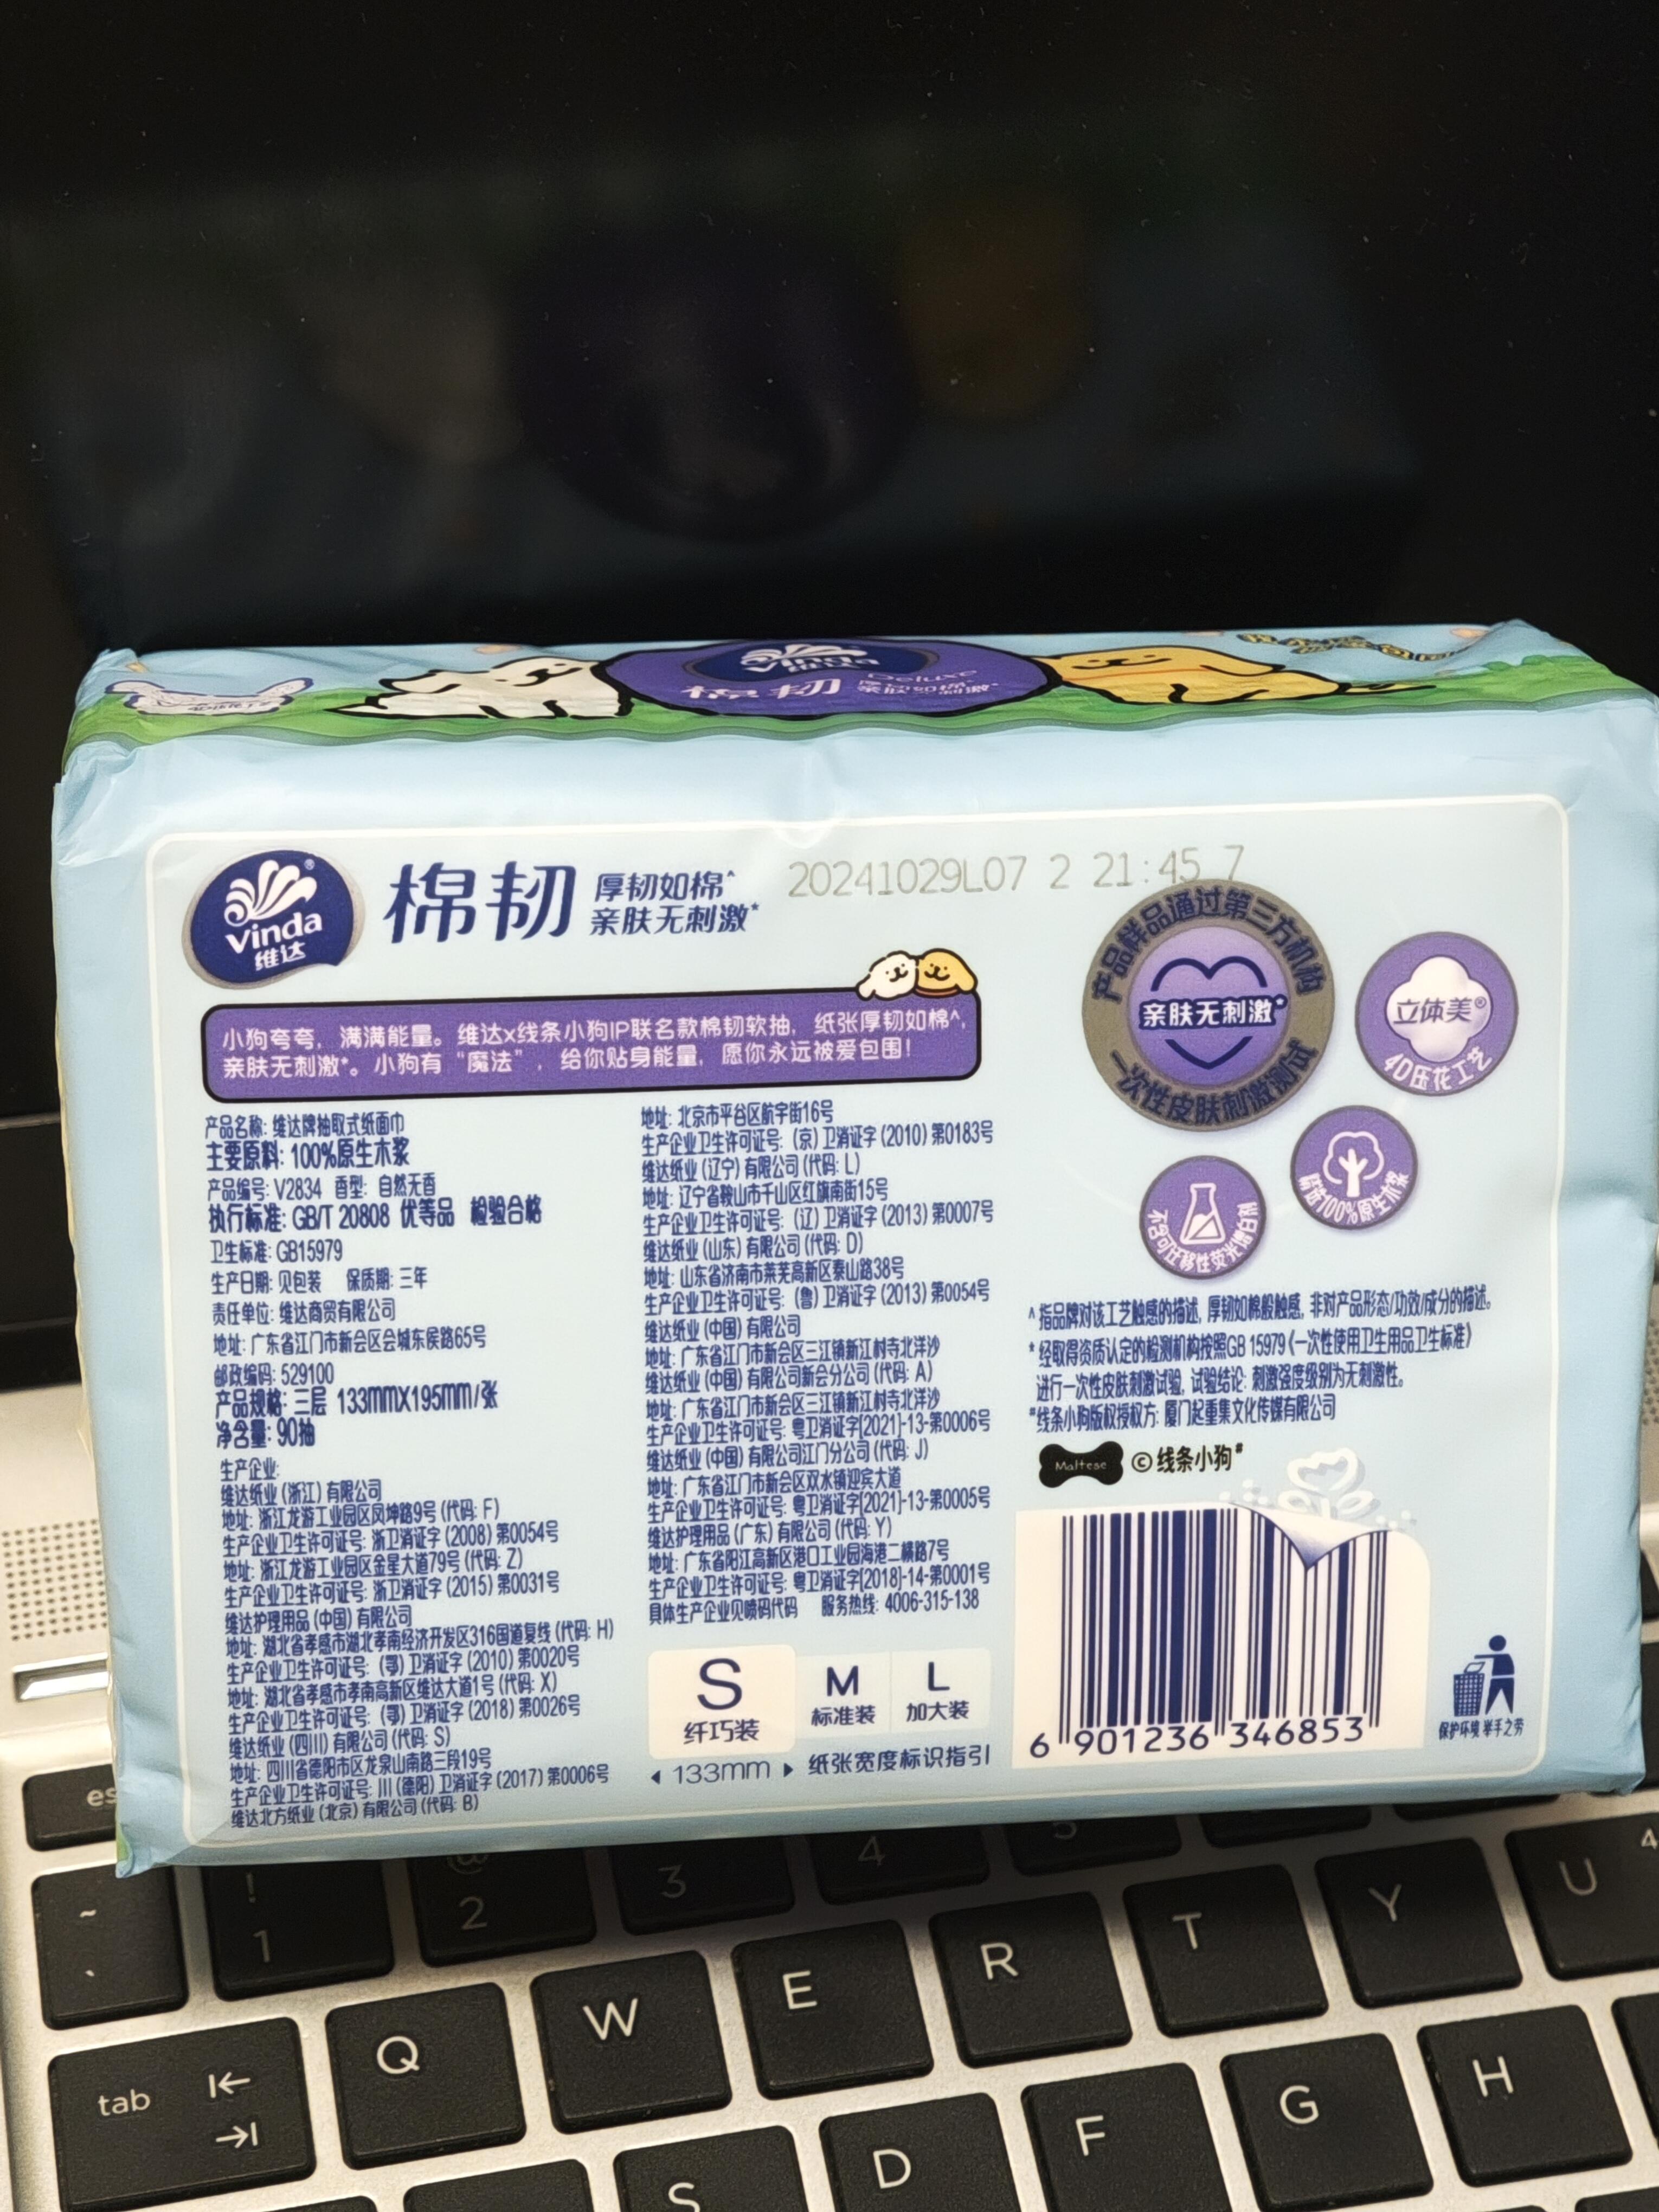 Vinda
棉韧
Deluxe
Vinda
维达
棉韧
厚韧如棉^
亲肤无刺激*
20241029L07 2 21:45 7
小狗夸夸，满满能量。维达x线条小狗IP联名款棉韧软抽，纸张厚韧如棉^，
亲肤无刺激*。小狗有“魔法”，给你贴身能量，愿你永远被爱包围！
产品名称: 维达牌抽取式纸面巾
主要原料: 100%原生木浆
产品编号: V2834 香型: 自然无香
执行标准: GB/T 20808 优等品 检验合格
卫生标准: GB15979
生产日期: 见包装 保质期: 三年
责任单位: 维达商贸有限公司
地址: 广东省江门市新会区会城东侯路65号
邮政编码: 529100
产品规格: 三层 133mmX195mm/张
净含量: 90抽
生产企业:
维达纸业 (浙江) 有限公司
地址: 浙江龙游工业园区凤坤路9号 (代码: F)
生产企业卫生许可证号: 浙卫消证字 (2008) 第0054号
地址: 浙江龙游工业园区金星大道79号 (代码: Z)
生产企业卫生许可证号: 浙卫消证字 (2015) 第0031号
维达护理用品 (中国) 有限公司
地址: 湖北省孝感市湖北孝南经济开发区316国道复线 (代码: H)
生产企业卫生许可证号: (鄂) 卫消证字 (2010) 第0020号
地址: 湖北省孝感市孝南高新区维达大道1号 (代码: X)
生产企业卫生许可证号: (鄂) 卫消证字 (2018) 第0026号
维达纸业 (四川) 有限公司 (代码: S)
地址: 四川省德阳市区龙泉山南路三段19号
生产企业卫生许可证号: 川 (德阳) 卫消证字 (2017) 第0006号
维达北方纸业 (北京) 有限公司 (代码: B)
地址: 北京市平谷区航宇街16号
生产企业卫生许可证号: (京) 卫消证字 (2010) 第0183号
维达纸业 (辽宁) 有限公司 (代码: L)
地址: 辽宁省鞍山市千山区红旗南街15号
生产企业卫生许可证号: (辽) 卫消证字 (2013) 第0007号
维达纸业 (山东) 有限公司 (代码: D)
地址: 山东省济南市莱芜高新区泰山路38号
生产企业卫生许可证号: (鲁) 卫消证字 (2013) 第0054号
维达纸业 (中国) 有限公司
地址: 广东省江门市新会区三江镇新江村寺北洋沙
维达纸业 (中国) 有限公司新会分公司 (代码: A)
地址: 广东省江门市新会区三江镇新江村寺北洋沙
生产企业卫生许可证号: 粤卫消证字[2021]-13-第0006号
维达纸业 (中国) 有限公司江门分公司 (代码: J)
地址: 广东省江门市新会区双水镇迎宾大道
生产企业卫生许可证号: 粤卫消证字[2021]-13-第0005号
维达护理用品 (广东) 有限公司 (代码: Y)
地址: 广东省阳江高新区港口工业园海港二横路7号
生产企业卫生许可证号: 粤卫消证字[2018]-14-第0001号
具体生产企业见喷码代码 服务热线: 4006-315-138
S
纤巧装
M
标准装
L
加大装
133mm 纸张宽度标识指引
产品样品通过第三方机构
亲肤无刺激*
一次性皮肤刺激测试
立体美®
4D压花工艺
精选100%原生木浆
不含可迁移性荧光增白剂
^ 指品牌对该工艺触感的描述, 厚韧如棉般触感, 非对产品形态/功效/成分的描述。
* 经取得资质认定的检测机构按照GB 15979《一次性使用卫生用品卫生标准》
进行一次性皮肤刺激试验, 试验结论: 刺激强度级别为无刺激性。
#线条小狗版权授权方: 厦门起重集文化传媒有限公司
Maltese
©线条小狗#
6 901236 346853
保护环境 举手之劳
esc
~
`
!
1
@
2
3
4
5
tab
Q
W
E
R
T
Y
U
4
S
D
F
G
H